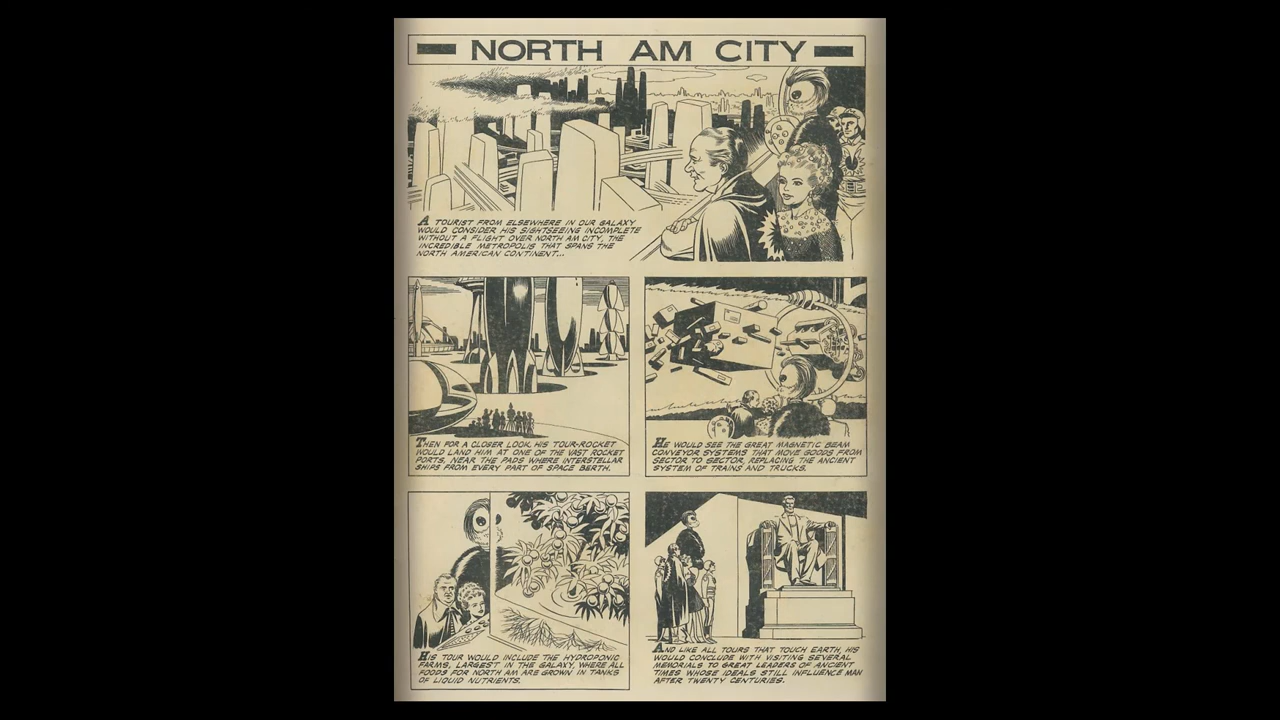 NORTH AM CITY
A TOURIST FROM ELSEWHERE IN OUR GALAXY
WOULD CONSIDER HIS SIGHTSEEING INCOMPLETE
WITHOUT A FLIGHT OVER NORTH AM CITY, THE
INCREDIBLE METROPOLIS THAT SPANS THE
NORTH AMERICAN CONTINENT...
THEN FOR A CLOSER LOOK, HIS TOUR-ROCKET
WOULD LAND HIM AT ONE OF THE VAST ROCKET
PORTS, NEAR THE PADS WHERE INTERSTELLAR
SHIPS FROM EVERY PART OF SPACE BERTH.
HE WOULD SEE THE GREAT MAGNETIC BEAM
CONVEYOR SYSTEMS THAT MOVE GOODS FROM
SECTOR TO SECTOR, REPLACING THE ANCIENT
SYSTEM OF TRAINS AND TRUCKS.
HIS TOUR WOULD INCLUDE THE HYDROPONIC
FARMS, LARGEST IN THE GALAXY, WHERE ALL
FOODS FOR NORTH AM ARE GROWN IN TANKS
OF LIQUID NUTRIENTS.
AND LIKE ALL TOURS THAT TOUCH EARTH, HIS
WOULD CONCLUDE WITH VISITING SEVERAL
MEMORIALS TO GREAT LEADERS OF ANCIENT
TIMES WHOSE IDEALS STILL INFLUENCE MAN
AFTER TWENTY CENTURIES.